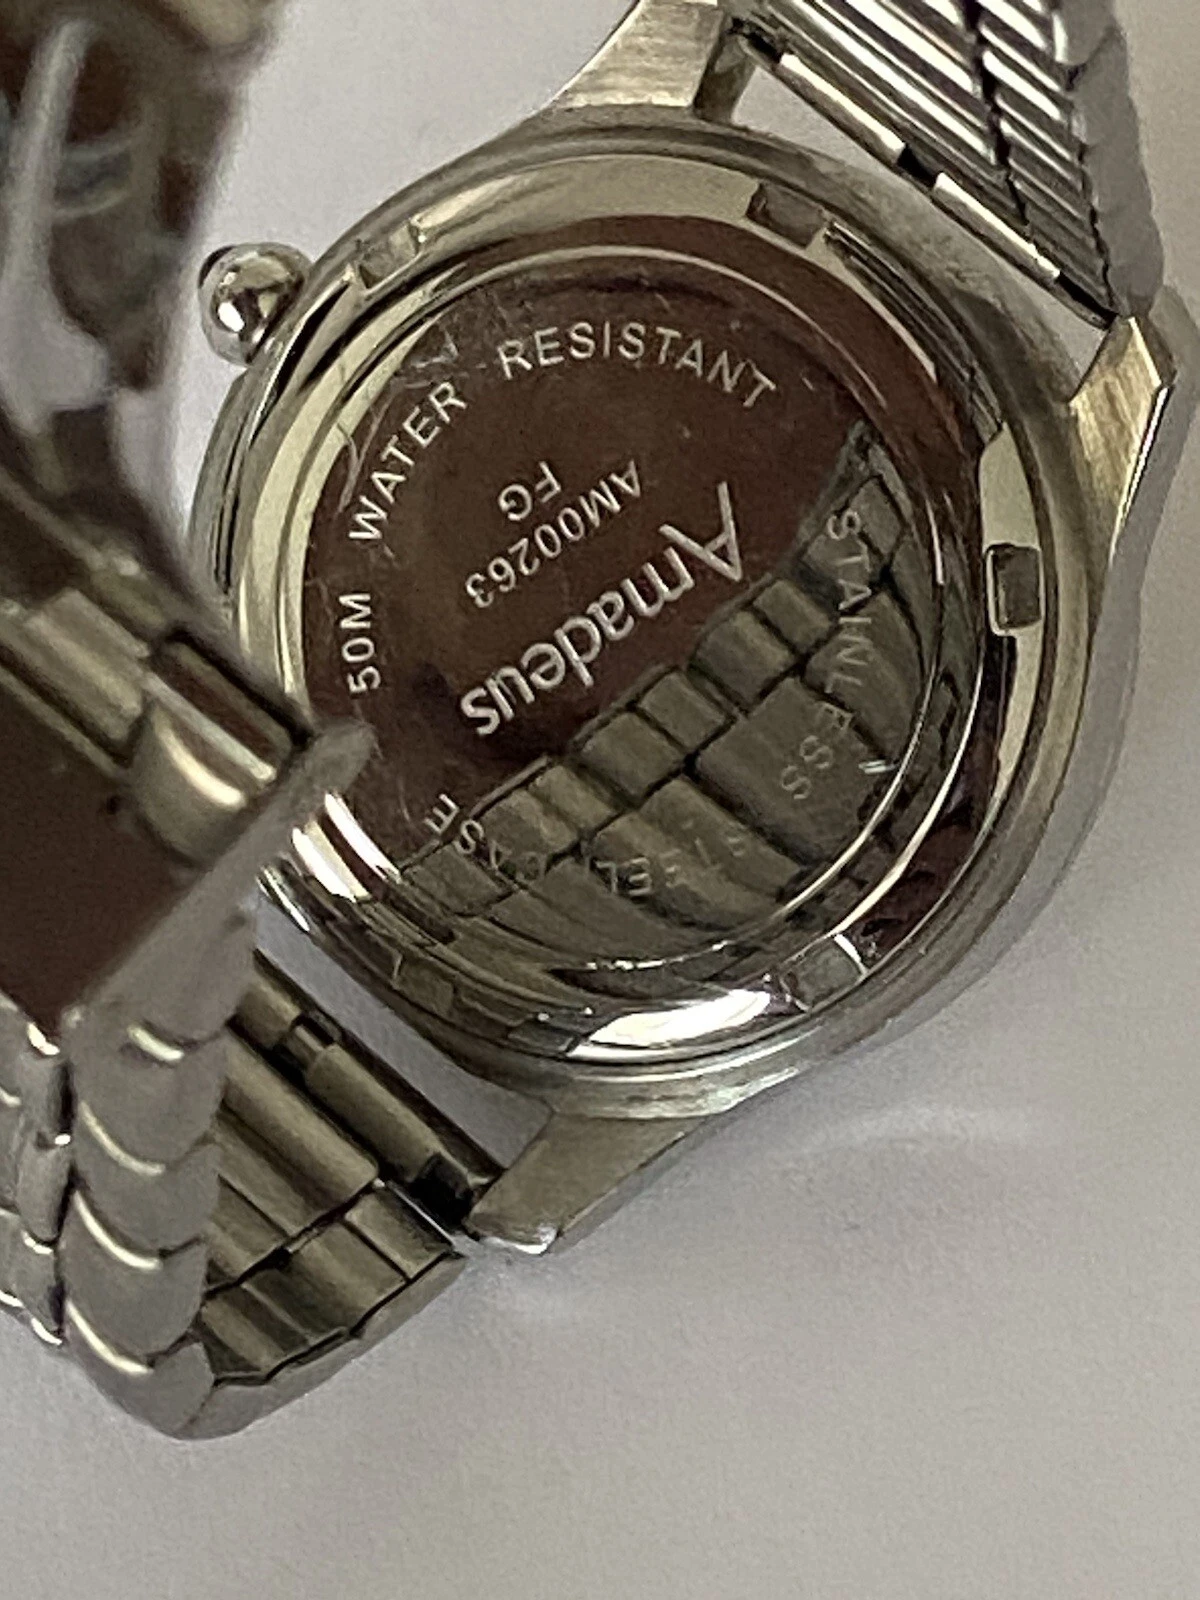 Amadeus
AM00263
FG
50M WATER RESISTANT
STAINLESS STEEL CASE